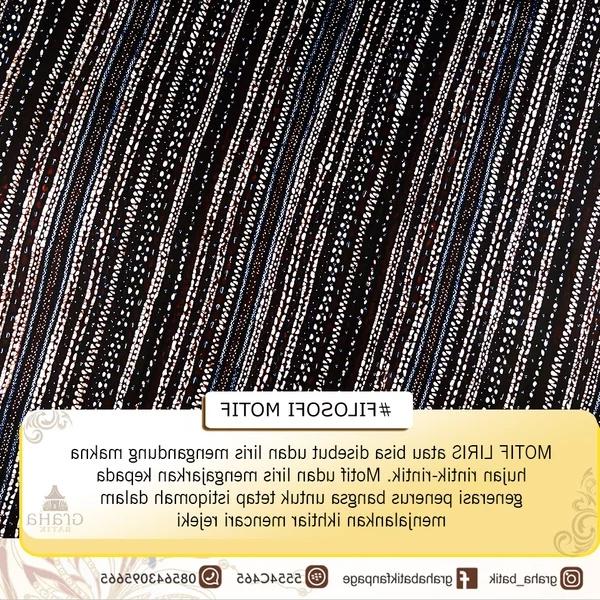 #FILOSOFI MOTIF
MOTIF LIRIS atau bisa disebut udan liris mengandung makna
hujan rintik-rintik. Motif udan liris mengajarkan kepada
generasi penerus bangsa untuk tetap istiqomah dalam
menjalankan ikhtiar mencari rejeki
GraHa
BATIK
graha_batik
grahabatikfanpage
5554C465
085643095665